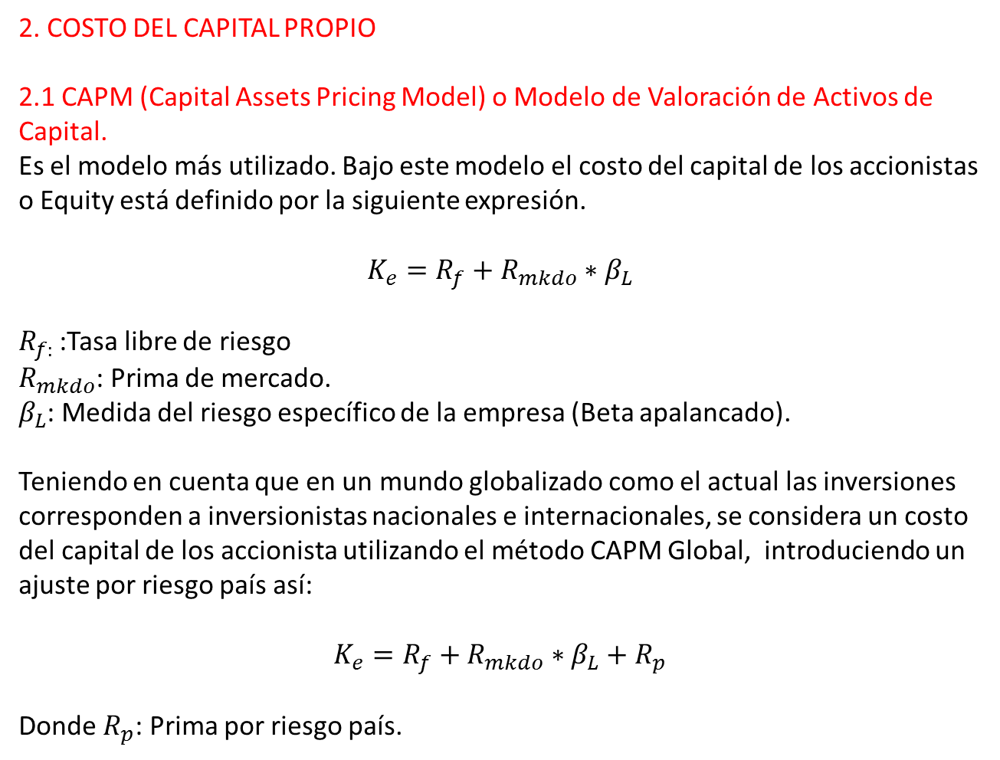 2. COSTO DEL CAPITAL PROPIO
2.1 CAPM (Capital Assets Pricing Model) o Modelo de Valoración de Activos de
Capital.
Es el modelo más utilizado. Bajo este modelo el costo del capital de los accionistas
o Equity está definido por la siguiente expresión.
$K_e = R_f + R_{mkdo} * \beta_L$
$R_{f:}$ :Tasa libre de riesgo
$R_{mkdo}$: Prima de mercado.
$\beta_L$: Medida del riesgo específico de la empresa (Beta apalancado).
Teniendo en cuenta que en un mundo globalizado como el actual las inversiones
corresponden a inversionistas nacionales e internacionales, se considera un costo
del capital de los accionista utilizando el método CAPM Global, introduciendo un
ajuste por riesgo país así:
$K_e = R_f + R_{mkdo} * \beta_L + R_p$
Donde $R_p$: Prima por riesgo país.